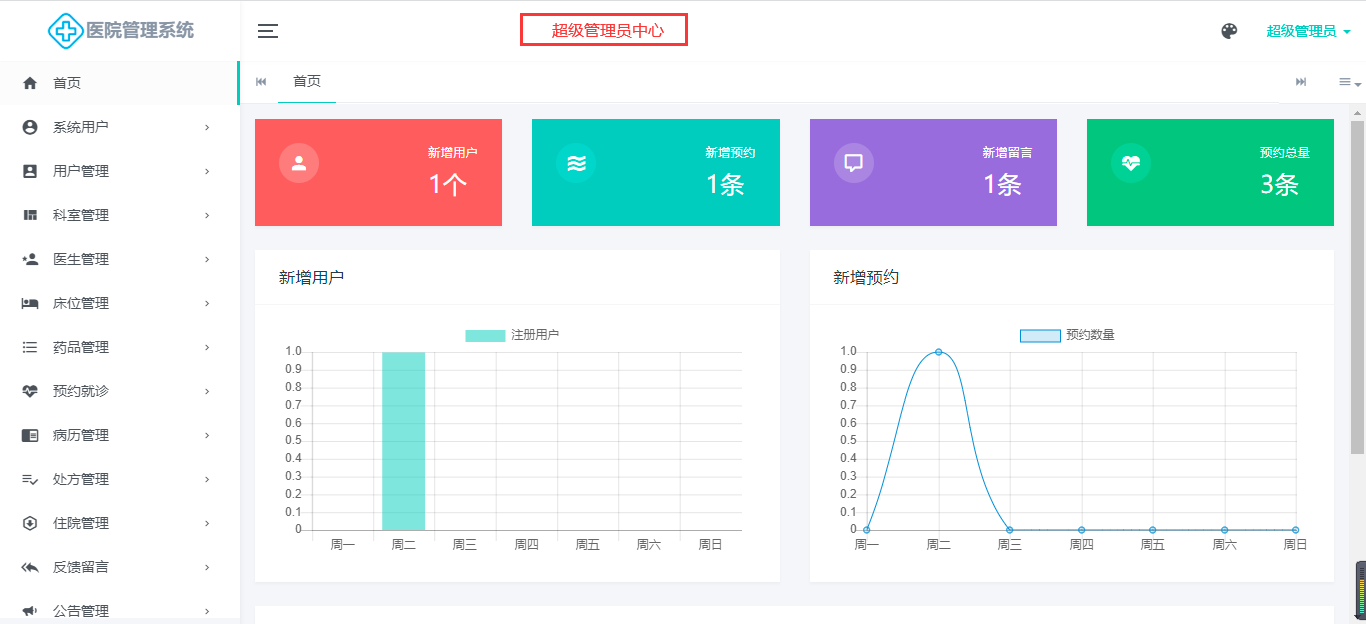 医院管理系统
超级管理员中心
超级管理员
首页
系统用户
用户管理
科室管理
医生管理
床位管理
药品管理
预约就诊
病历管理
处方管理
住院管理
反馈留言
公告管理
首页
新增用户
1个
新增预约
1条
新增留言
1条
预约总量
3条
新增用户
注册用户
1.0
0.9
0.8
0.7
0.6
0.5
0.4
0.3
0.2
0.1
0
周一 周二 周三 周四 周五 周六 周日
新增预约
预约数量
1.0
0.9
0.8
0.7
0.6
0.5
0.4
0.3
0.2
0.1
0
周一 周二 周三 周四 周五 周六 周日